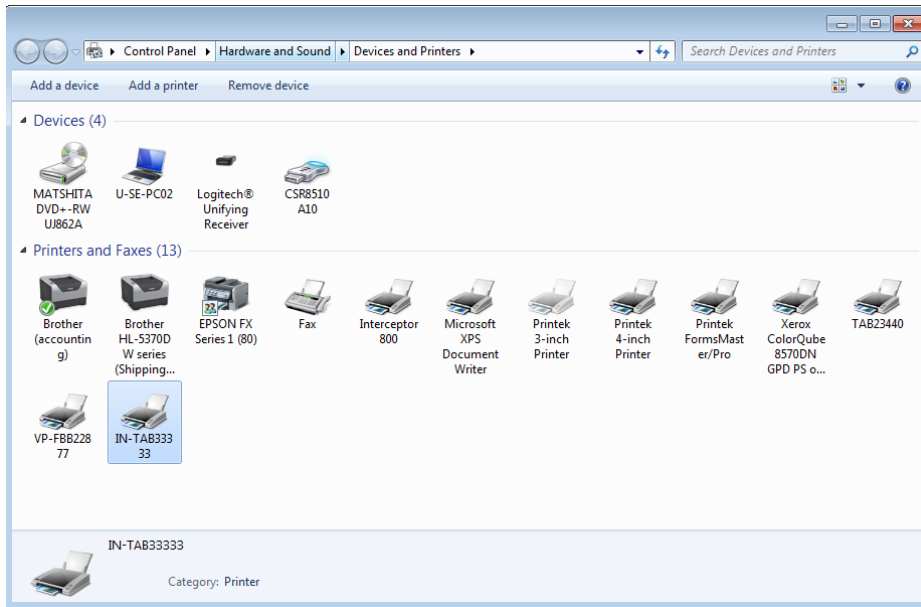 Control Panel Hardware and Sound Devices and Printers Search Devices and Printers
Add a device Add a printer Remove device
Devices (4)
MATSHITA
DVD+-RW
UJ862A
U-SE-PC02
Logitech®
Unifying
Receiver
CSR8510
A10
Printers and Faxes (13)
Brother
(accountin
g)
Brother
HL-5370D
W series
(Shipping...
EPSON FX
Series 1 (80)
Fax
Interceptor
800
Microsoft
XPS
Document
Writer
Printek
3-inch
Printer
Printek
4-inch
Printer
Printek
FormsMast
er/Pro
Xerox
ColorQube
8570DN
GPD PS o...
TAB23440
VP-FBB228
77
IN-TAB333
33
IN-TAB33333
Category: Printer